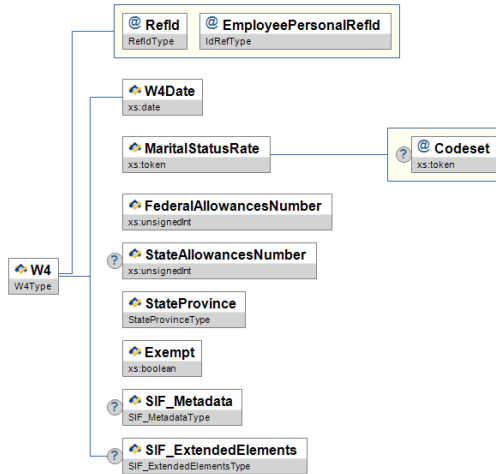 @ RefId
RefIdType
@ EmployeePersonalRefId
IdRefType
W4Date
xs:date
MaritalStatusRate
xs:token
? @ Codeset
xs:token
FederalAllowancesNumber
xs:unsignedInt
? StateAllowancesNumber
xs:unsignedInt
W4
W4Type
StateProvince
StateProvinceType
Exempt
xs:boolean
? SIF_Metadata
SIF_MetadataType
? SIF_ExtendedElements
SIF_ExtendedElementsType